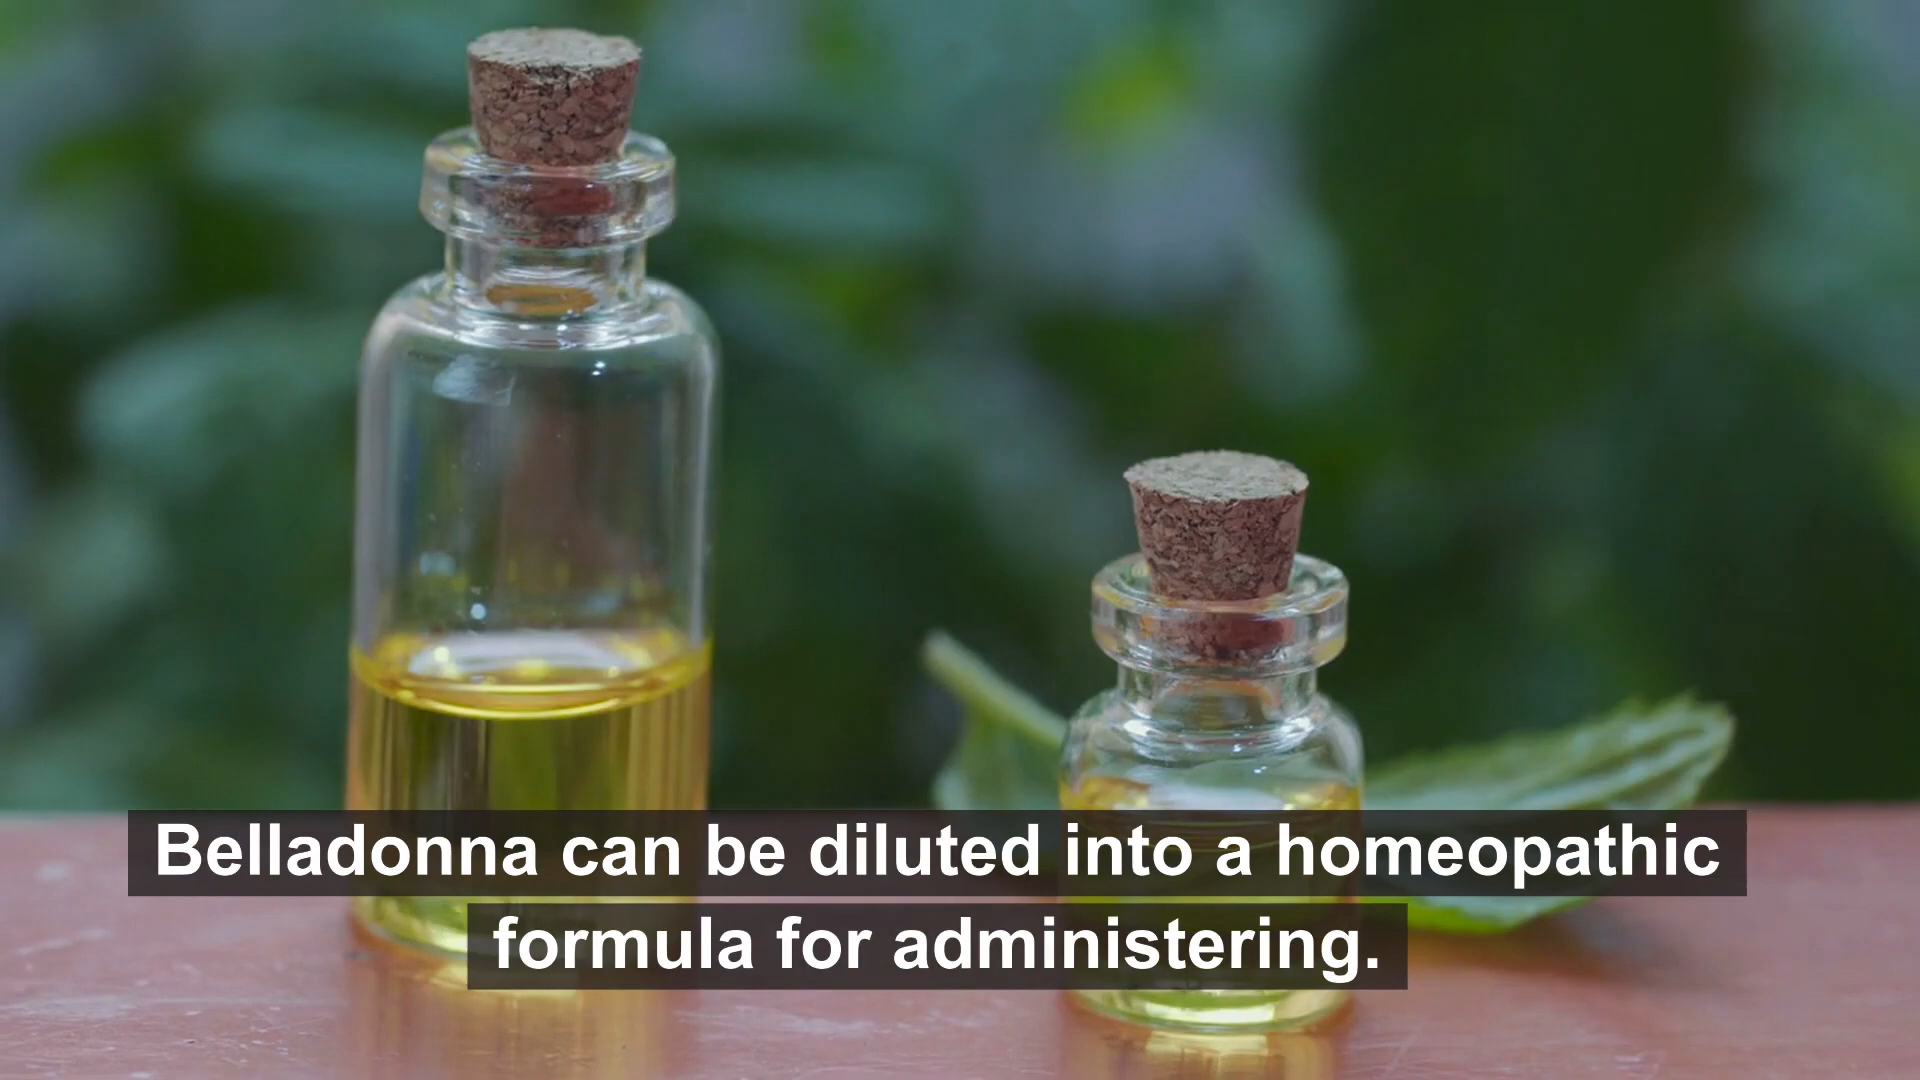 Belladonna can be diluted into a homeopathic
formula for administering.